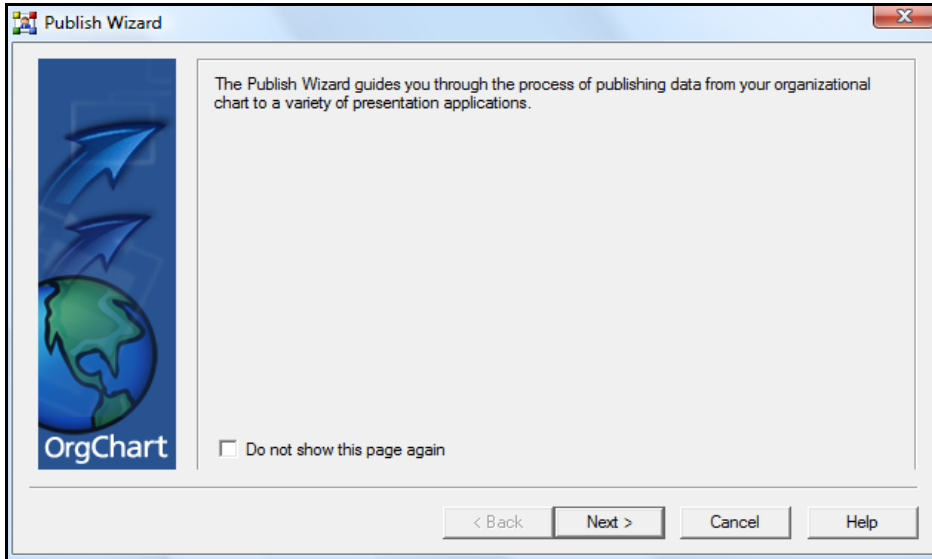 Publish Wizard
The Publish Wizard guides you through the process of publishing data from your organizational
chart to a variety of presentation applications.
OrgChart
Do not show this page again
< Back Next > Cancel Help